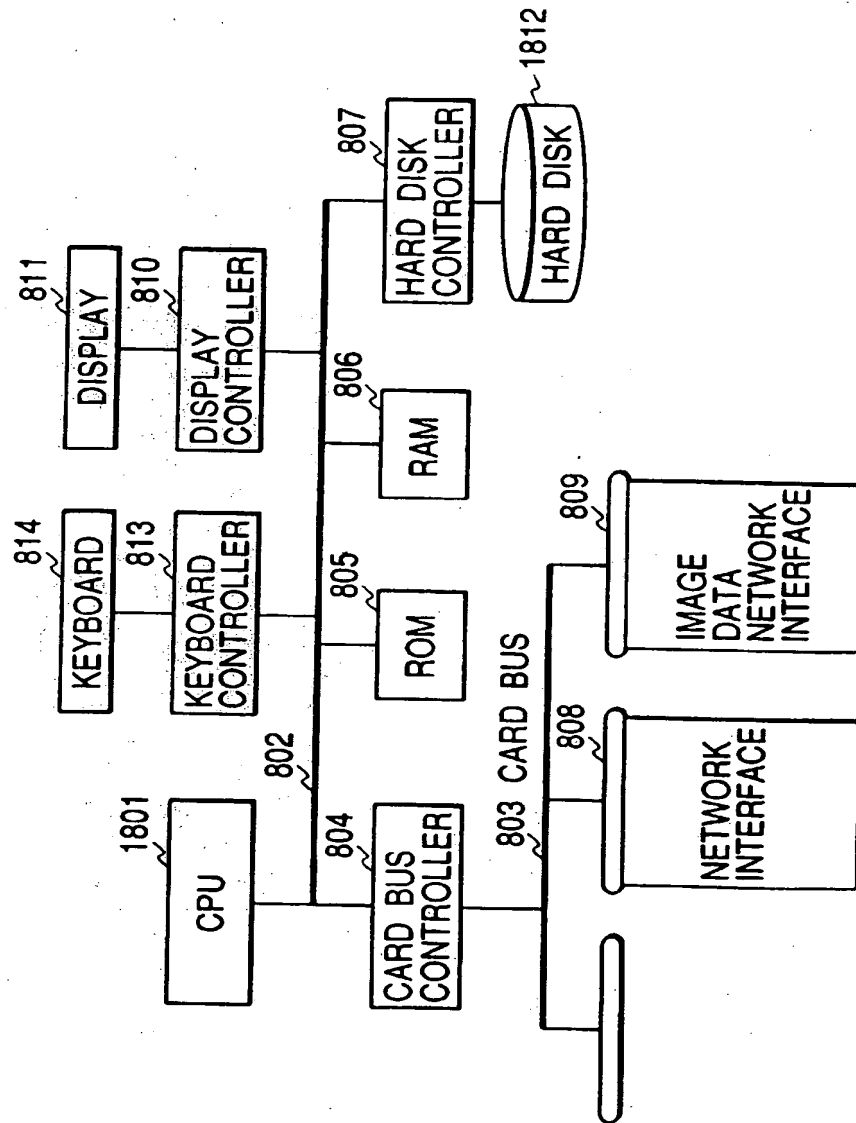 1801
CPU
814
KEYBOARD
813
KEYBOARD
CONTROLLER
811
DISPLAY
810
DISPLAY
CONTROLLER
802
804
CARD BUS
CONTROLLER
805
ROM
806
RAM
807
HARD DISK
CONTROLLER
1812
HARD DISK
803
CARD BUS
808
NETWORK
INTERFACE
809
IMAGE
DATA
NETWORK
INTERFACE